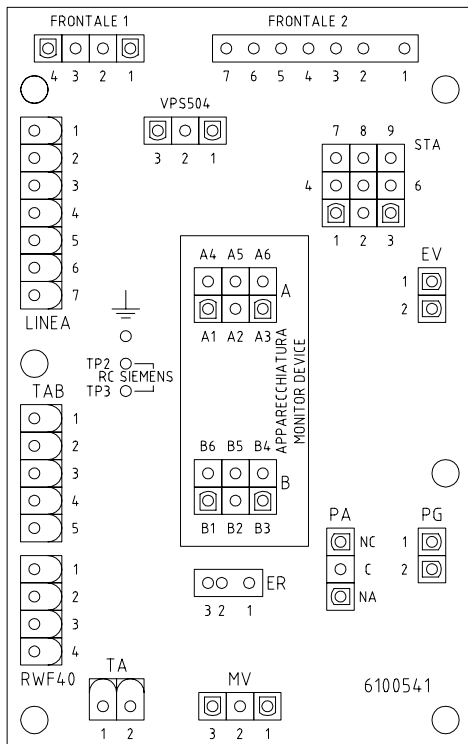 FRONTALE 1
FRONTALE 2
4 3 2 1
7 6 5 4 3 2 1
VPS504
3 2 1
1
2
3
4
5
6
7
LINEA
7 8 9
STA
4 6
1 2 3
EV
1
2
A4 A5 A6
A
A1 A2 A3
APPARECCHIATURA
MONITOR DEVICE
B6 B5 B4
B
B1 B2 B3
TP2
RC SIEMENS
TP3
TAB
1
2
3
4
5
1
2
3
4
RWF40
PA
NC
C
NA
PG
1
2
ER
3 2 1
TA
1 2
MV
3 2 1
6100541